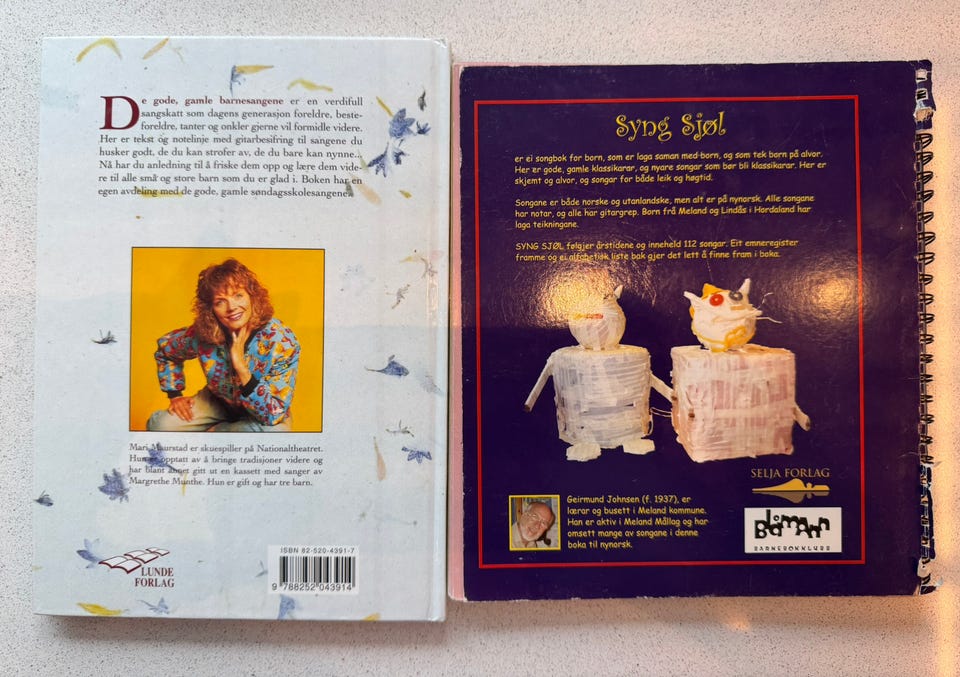 De gode, gamle barnesangene er en verdifull
sangskatt som dagens generasjon foreldre, beste-
foreldre, tanter og onkler gjerne vil formidle videre.
Her er tekst og notelinje med gitarbesifring til sangene du
husker godt, de du kan strofer av, de du bare kan nynne...
Nå har du anledning til å friske dem opp og lære dem vide-
re til alle små og store barn som du er glad i. Boken har en
egen avdeling med de gode, gamle søndagsskolesangene.
Mari Maurstad er skuespiller på Nationaltheatret.
Hun er opptatt av å bringe tradisjoner videre og
har blant annet gitt ut en kassett med sanger av
Margrethe Munthe. Hun er gift og har tre barn.
LUNDE
FORLAG
ISBN 82-520-4391-7
9 788252 043914
Syng Sjøl
er ei songbok for born, som er laga saman med born, og som tek born på alvor.
Her er gode, gamle klassikarar, og nyare songar som bør bli klassikarar. Her er
skjemt og alvor, og songar for både leik og høgtid.
Songane er både norske og utanlandske, men alt er på nynorsk. Alle songane
har notar, og alle har gitargrep. Born frå Meland og Lindås i Hordaland har
laga teikningane.
SYNG SJØL følgjer årstidene og inneheld 112 songar. Eit emneregister
framme og ei alfabetisk liste bak gjer det lett å finne fram i boka.
SELJA FORLAG
Geirmund Johnsen (f. 1937), er
lærar og busett i Meland kommune.
Han er aktiv i Meland Mållag og har
omsett mange av songane i denne
boka til nynorsk.
Blåmann
BARNEBOKKLUBB